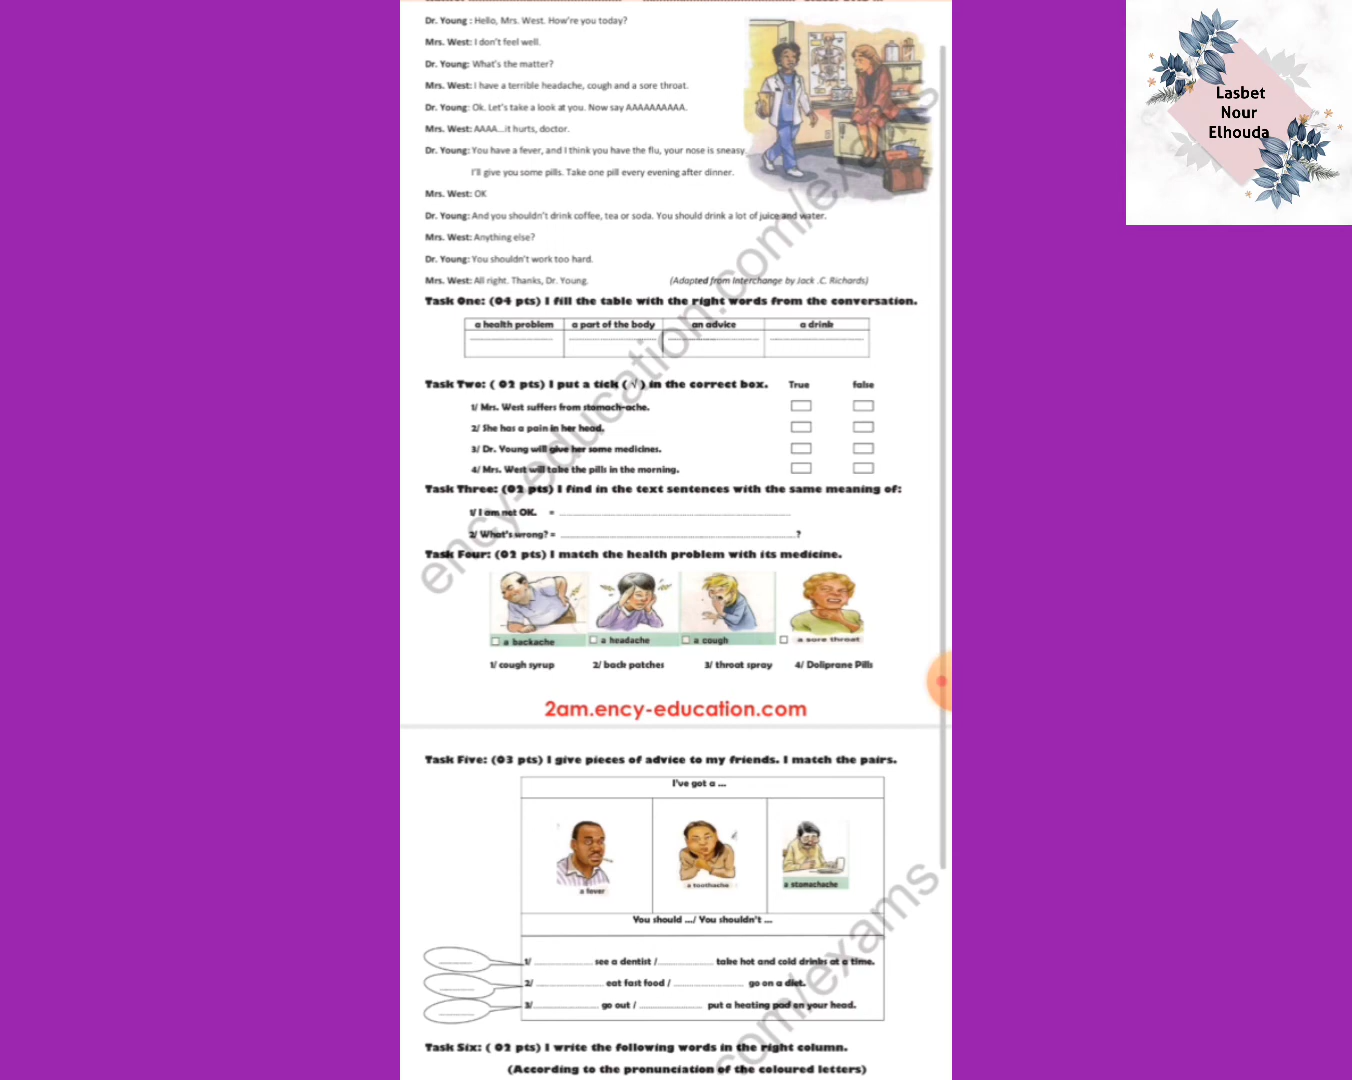 Dr. Young : Hello, Mrs. West. How're you today?
Mrs. West: I don't feel well.
Dr. Young: What's the matter?
Mrs. West: I have a terrible headache, cough and a sore throat.
Dr. Young: Ok. Let's take a look at you. Now say AAAAAAAAAA.
Mrs. West: AAAA...it hurts, doctor.
Dr. Young: You have a fever, and I think you have the flu, your nose is sneasy.
I'll give you some pills. Take one pill every evening after dinner.
Mrs. West: OK
Dr. Young: And you shouldn't drink coffee, tea or soda. You should drink a lot of juice and water.
Mrs. West: Anything else?
Dr. Young: You shouldn't work too hard.
Mrs. West: All right. Thanks, Dr. Young. (Adapted from Interchange by Jack .C. Richards)
Task One: (04 pts) I fill the table with the right words from the conversation.
a health problem a part of the body an advice a drink
Task Two: ( 02 pts) I put a tick ( √ ) in the correct box. True false
1/ Mrs. West suffers from stomach-ache.
2/ She has a pain in her head.
3/ Dr. Young will give her some medicines.
4/ Mrs. West will take the pills in the morning.
Task Three: (02 pts) I find in the text sentences with the same meaning of:
1/ I am not OK. = ....................
2/ What's wrong? = ....................?
Task Four: (02 pts) I match the health problem with its medicine.
a backache a headache a cough a sore throat
1/ cough syrup 2/ back patches 3/ throat spray 4/ Doliprane Pills
2am.ency-education.com
Task Five: (03 pts) I give pieces of advice to my friends. I match the pairs.
I've got a ...
a fever a toothache a stomachache
You should .../ You shouldn't ...
1/ .................... see a dentist / .................... take hot and cold drinks at a time.
2/ .................... eat fast food / .................... go on a diet.
3/ .................... go out / .................... put a heating pad on your head.
Task Six: ( 02 pts) I write the following words in the right column.
(According to the pronunciation of the coloured letters)
ency-education.com/exams
com/exams
Lasbet
Nour
Elhouda